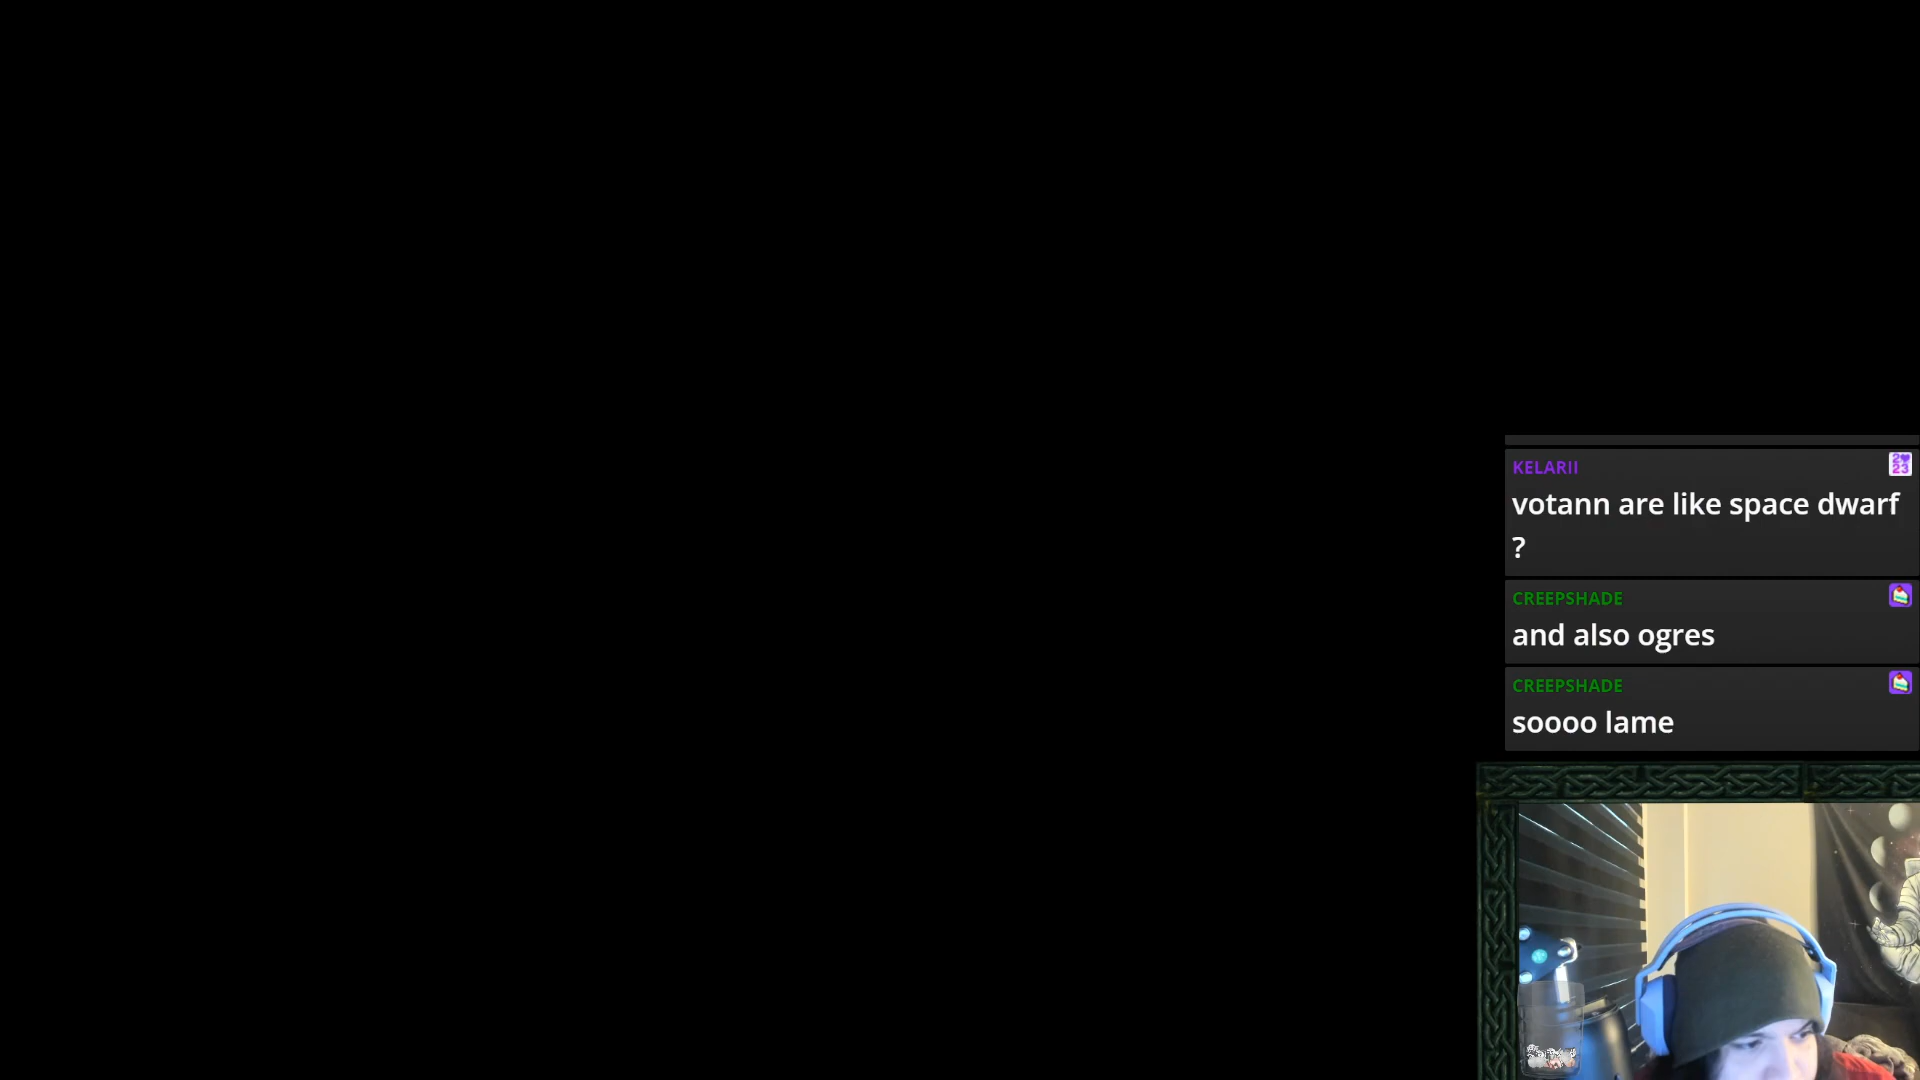 KELARII
votann are like space dwarf
?
CREEPSHADE
and also ogres
CREEPSHADE
soooo lame